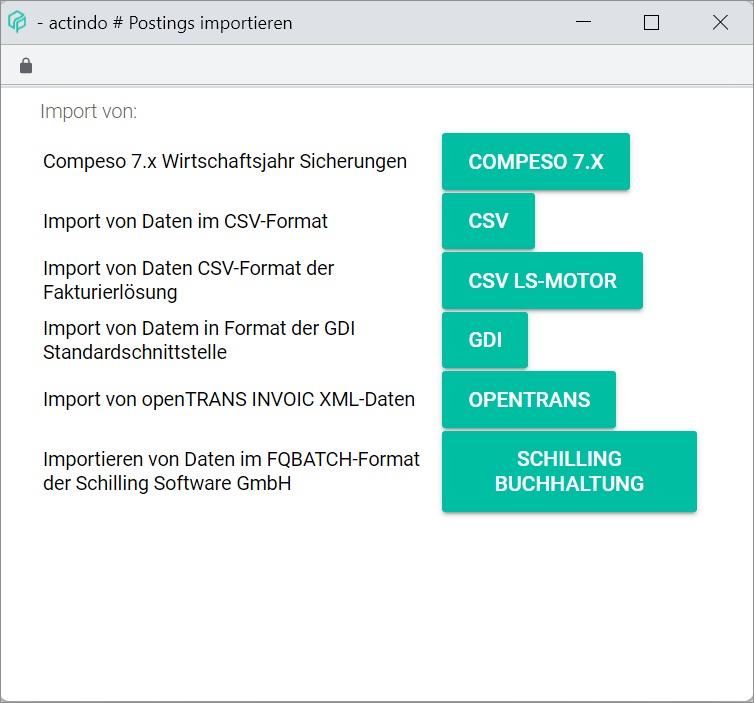 - actindo # Postings importieren
Import von:
Compeso 7.x Wirtschaftsjahr Sicherungen
COMPESO 7.X
Import von Daten im CSV-Format
CSV
Import von Daten CSV-Format der
Fakturierlösung
CSV LS-MOTOR
Import von Datem in Format der GDI
Standardschnittstelle
GDI
Import von openTRANS INVOIC XML-Daten
OPENTRANS
Importieren von Daten im FQBATCH-Format
der Schilling Software GmbH
SCHILLING
BUCHHALTUNG